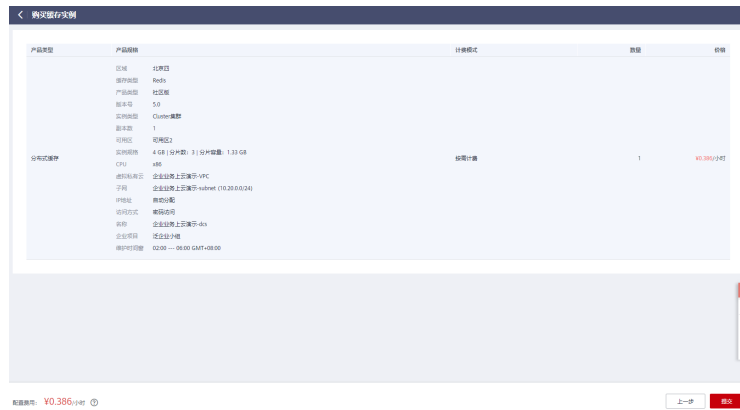 购买缓存实例
产品类型 产品规格 计费模式 数量 价格
区域 北京四
缓存类型 Redis
产品类型 社区版
版本号 5.0
实例类型 Cluster集群
副本数 1
可用区 可用区2
实例规格 4 GB | 分片数：3 | 分片容量：1.33 GB
分布式缓存 按需计费 1 ¥0.386/小时
CPU x86
虚拟私有云 企业业务上云演示-VPC
子网 企业业务上云演示-subnet (10.20.0.0/24)
IP地址 自动分配
访问方式 密码访问
名称 企业业务上云演示-dcs
企业项目 泛企业小组
维护时间窗 02:00 --- 06:00 GMT+08:00
配置费用： ¥0.386/小时
上一步 提交